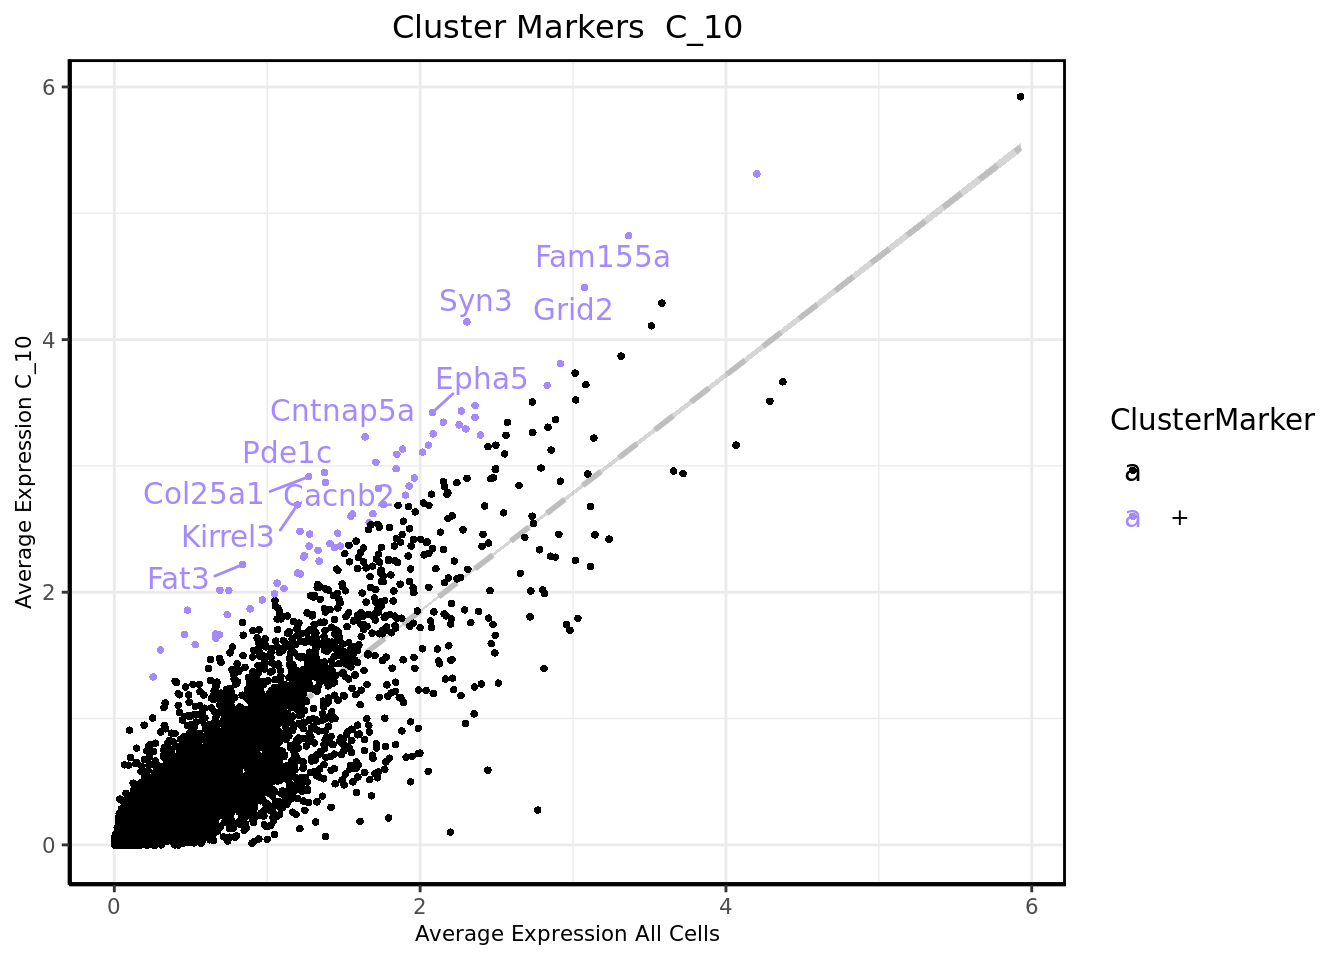 Cluster Markers C_10
6
4
2
0
Average Expression C_10
Fam155a
Syn3
Grid2
Epha5
Cntnap5a
Pde1c
Col25a1
Cacnb2
Kirrel3
Fat3
0
2
4
6
Average Expression All Cells
ClusterMarker
a
a +